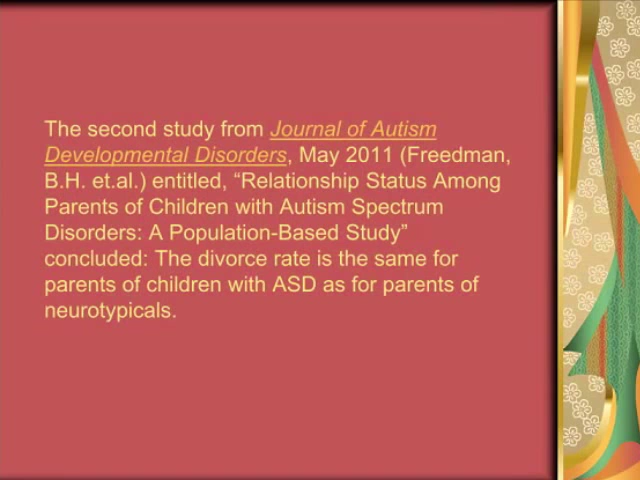 The second study from Journal of Autism
Developmental Disorders, May 2011 (Freedman,
B.H. et.al.) entitled, “Relationship Status Among
Parents of Children with Autism Spectrum
Disorders: A Population-Based Study”
concluded: The divorce rate is the same for
parents of children with ASD as for parents of
neurotypicals.